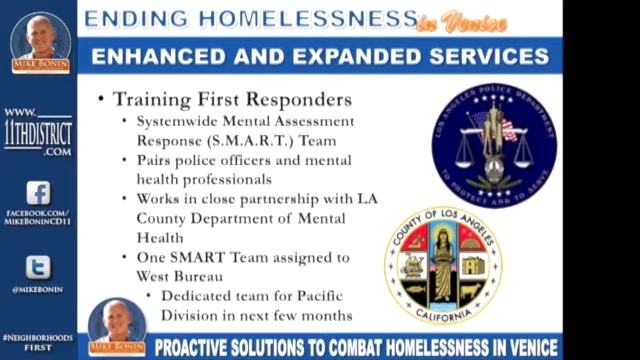 ENDING HOMELESSNESS in Venice
ENHANCED AND EXPANDED SERVICES
MIKE BONIN
WWW.
11THDISTRICT
.COM
FACEBOOK.COM/
MIKEBONINCD11
@MIKEBONIN
#NEIGHBORHOODS
FIRST
• Training First Responders
• Systemwide Mental Assessment
Response (S.M.A.R.T.) Team
• Pairs police officers and mental
health professionals
• Works in close partnership with LA
County Department of Mental
Health
• One SMART Team assigned to
West Bureau
• Dedicated team for Pacific
Division in next few months
LOS ANGELES POLICE DEPARTMENT
TO PROTECT AND TO SERVE
COUNTY OF LOS ANGELES
CALIFORNIA
MIKE BONIN
PROACTIVE SOLUTIONS TO COMBAT HOMELESSNESS IN VENICE